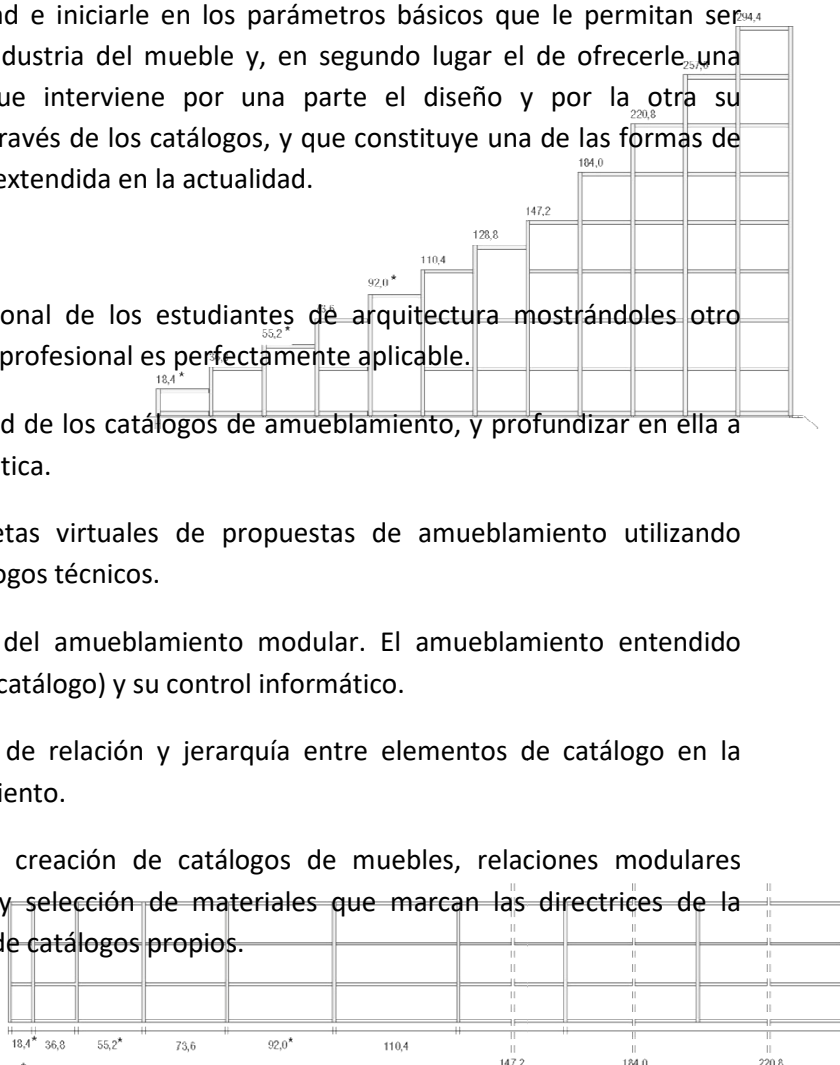 ad e iniciarle en los parámetros básicos que le permitan ser
dustria del mueble y, en segundo lugar el de ofrecerle una
ue interviene por una parte el diseño y por la otra su
ravés de los catálogos, y que constituye una de las formas de
extendida en la actualidad.
onal de los estudiantes de arquitectura mostrándoles otro
profesional es perfectamente aplicable.
d de los catálogos de amueblamiento, y profundizar en ella a
tica.
etas virtuales de propuestas de amueblamiento utilizando
ogos técnicos.
del amueblamiento modular. El amueblamiento entendido
catálogo) y su control informático.
de relación y jerarquía entre elementos de catálogo en la
iento.
creación de catálogos de muebles, relaciones modulares
y selección de materiales que marcan las directrices de la
de catálogos propios.
294,4
220,8
184,0
147,2
128,8
110,4
92,0*
55,2*
18,4*
18,4* 36,8 55,2* 73,6 92,0* 110,4
147,2 184,0 220,8